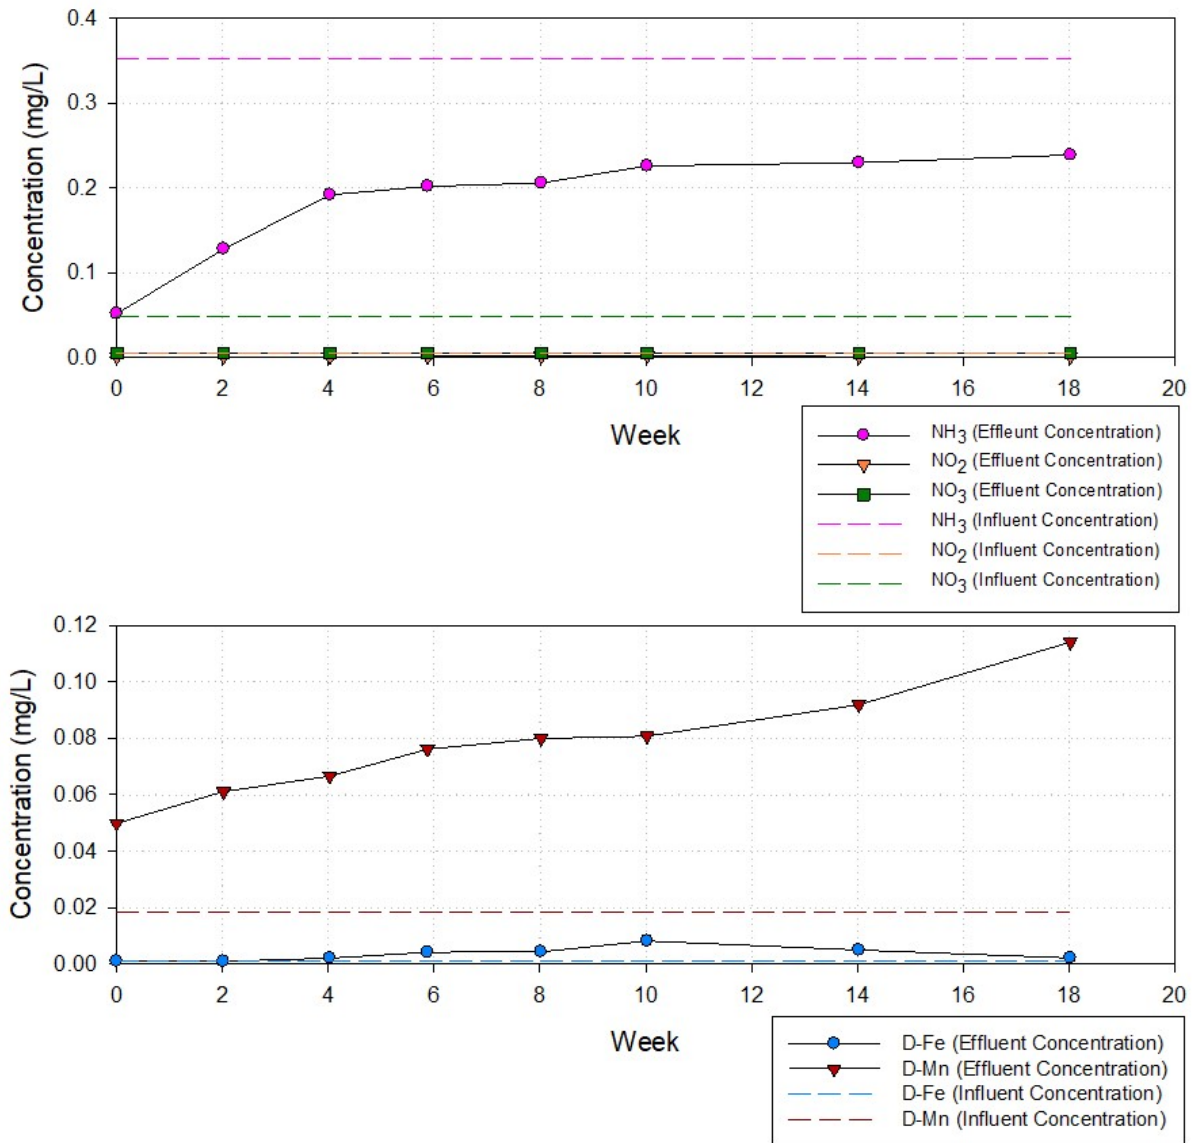 Concentration (mg/L)
0.4
0.3
0.2
0.1
0.0
0 2 4 6 8 10 12 14 16 18 20
Week
NH3 (Effleunt Concentration)
NO2 (Effluent Concentration)
NO3 (Effluent Concentration)
NH3 (Influent Concentration)
NO2 (Influent Concentration)
NO3 (Influent Concentration)
Concentration (mg/L)
0.12
0.10
0.08
0.06
0.04
0.02
0.00
0 2 4 6 8 10 12 14 16 18 20
Week
D-Fe (Effluent Concentration)
D-Mn (Effluent Concentration)
D-Fe (Influent Concentration)
D-Mn (Influent Concentration)